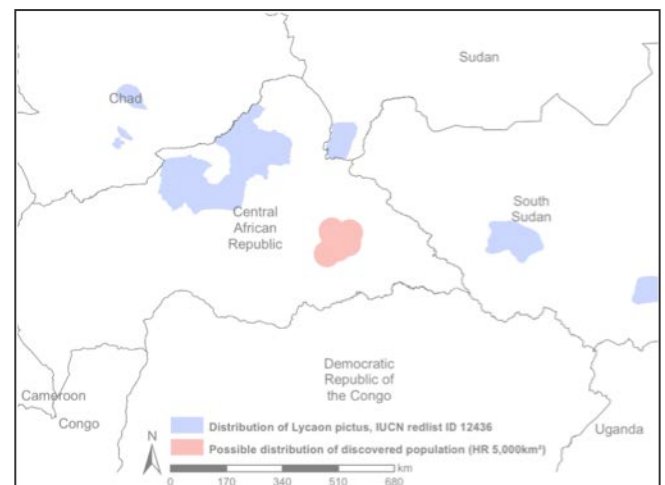 Sudan
Chad
South
Sudan
Central
African
Republic
Democratic
Republic of
the Congo
Cameroon
Congo
Uganda
Distribution of Lycaon pictus, IUCN redlist ID 12436
Possible distribution of discovered population (HR 5,000km²)
N
km
0 170 340 510 680